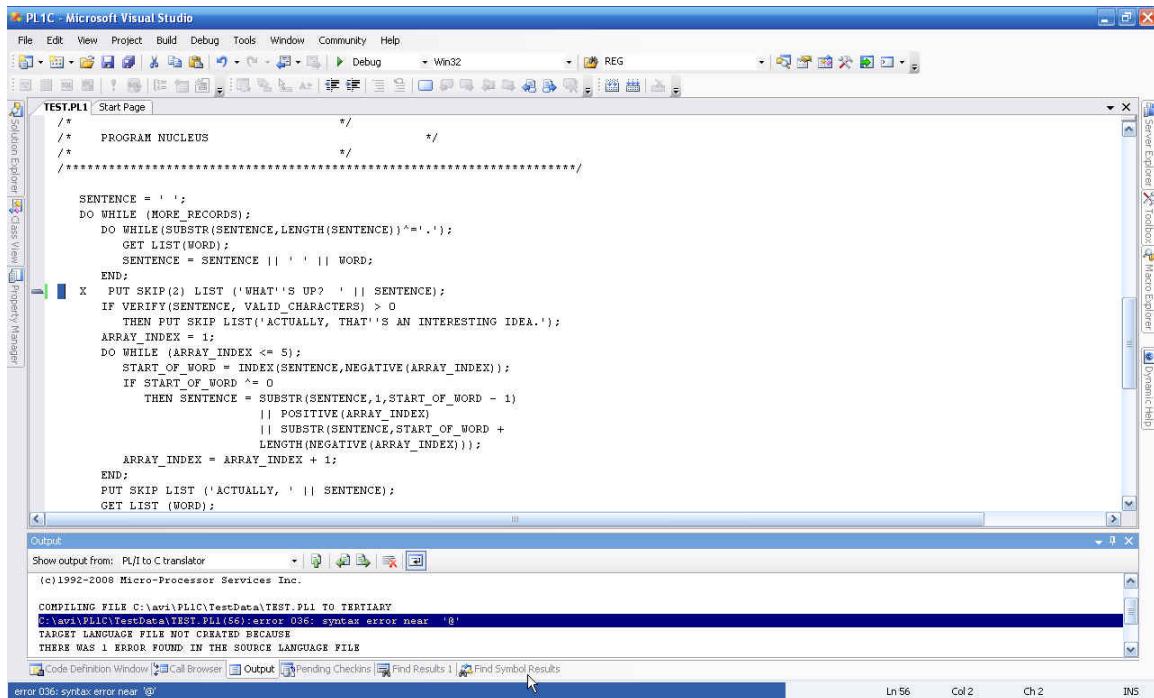 PL1C - Microsoft Visual Studio
File Edit View Project Build Debug Tools Window Community Help
Debug Win32 REG
TEST.PL1 Start Page
/* */
/* PROGRAM NUCLEUS */
/* */
/***********************************************************************/
SENTENCE = ' ';
DO WHILE (MORE_RECORDS);
DO WHILE(SUBSTR(SENTENCE,LENGTH(SENTENCE))^='.');
GET LIST(WORD);
SENTENCE = SENTENCE || ' ' || WORD;
END;
X PUT SKIP(2) LIST ('WHAT''S UP? ' || SENTENCE);
IF VERIFY(SENTENCE, VALID_CHARACTERS) > 0
THEN PUT SKIP LIST('ACTUALLY, THAT''S AN INTERESTING IDEA.');
ARRAY_INDEX = 1;
DO WHILE (ARRAY_INDEX <= 5);
START_OF_WORD = INDEX(SENTENCE,NEGATIVE(ARRAY_INDEX));
IF START_OF_WORD ^= 0
THEN SENTENCE = SUBSTR(SENTENCE,1,START_OF_WORD - 1)
|| POSITIVE(ARRAY_INDEX)
|| SUBSTR(SENTENCE,START_OF_WORD +
LENGTH(NEGATIVE(ARRAY_INDEX)));
ARRAY_INDEX = ARRAY_INDEX + 1;
END;
PUT SKIP LIST ('ACTUALLY, ' || SENTENCE);
GET LIST (WORD);
Solution Explorer
Class View
Property Manager
Server Explorer
Toolbox
Macro Explorer
Dynamic Help
Output
Show output from: PL/I to C translator
(c)1992-2008 Micro-Processor Services Inc.
COMPILING FILE C:\avi\PL1C\TestData\TEST.PL1 TO TERTIARY
C:\avi\PL1C\TestData\TEST.PL1(56):error 036: syntax error near '@'
TARGET LANGUAGE FILE NOT CREATED BECAUSE
THERE WAS 1 ERROR FOUND IN THE SOURCE LANGUAGE FILE
Code Definition Window Call Browser Output Pending Checkins Find Results 1 Find Symbol Results
error 036: syntax error near '@' Ln 56 Col 2 Ch 2 INS